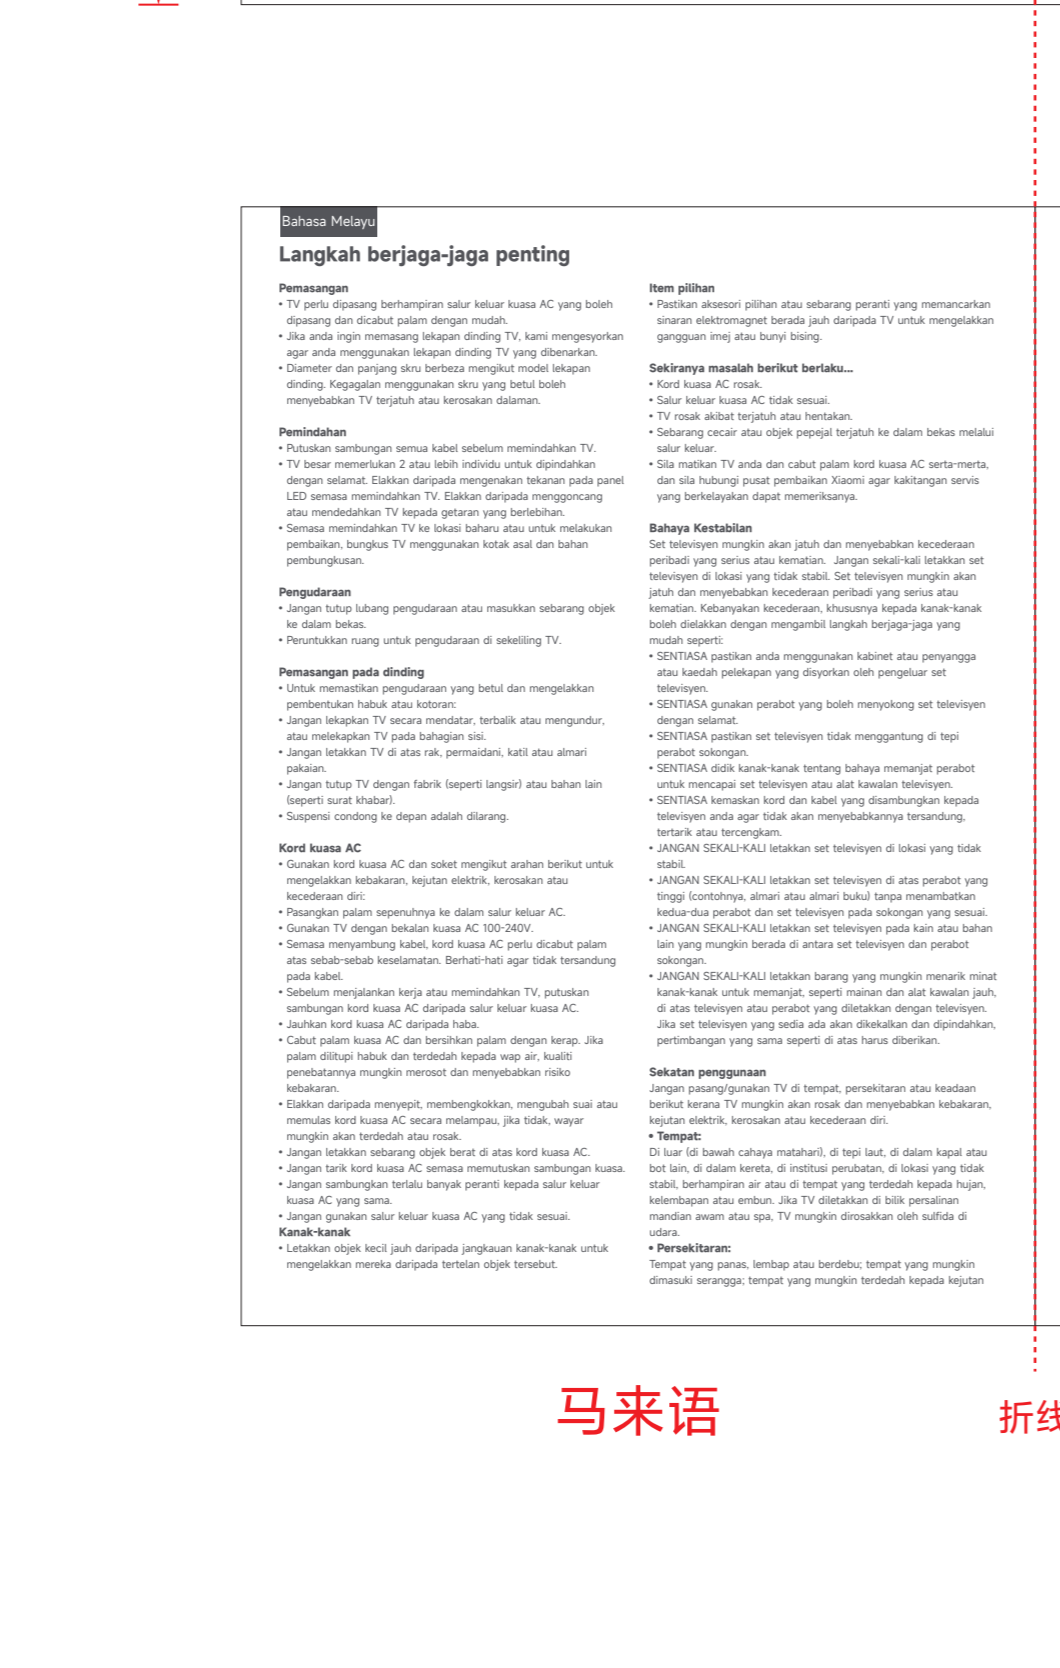 Bahasa Melayu
Langkah berjaga-jaga penting
Pemasangan
• TV perlu dipasang berhampiran salur keluar kuasa AC yang boleh
dipasang dan dicabut palam dengan mudah.
• Jika anda ingin memasang lekapan dinding TV, kami mengesyorkan
agar anda menggunakan lekapan dinding TV yang dibenarkan.
• Diameter dan panjang skru berbeza mengikut model lekapan
dinding. Kegagalan menggunakan skru yang betul boleh
menyebabkan TV terjatuh atau kerosakan dalaman.
Pemindahan
• Putuskan sambungan semua kabel sebelum memindahkan TV.
• TV besar memerlukan 2 atau lebih individu untuk dipindahkan
dengan selamat. Elakkan daripada mengenakan tekanan pada panel
LED semasa memindahkan TV. Elakkan daripada menggoncang
atau mendedahkan TV kepada getaran yang berlebihan.
• Semasa memindahkan TV ke lokasi baharu atau untuk melakukan
pembaikan, bungkus TV menggunakan kotak asal dan bahan
pembungkusan.
Pengudaraan
• Jangan tutup lubang pengudaraan atau masukkan sebarang objek
ke dalam bekas.
• Peruntukkan ruang untuk pengudaraan di sekeliling TV.
Pemasangan pada dinding
• Untuk memastikan pengudaraan yang betul dan mengelakkan
pembentukan habuk atau kotoran:
• Jangan lekapkan TV secara mendatar, terbalik atau mengundur,
atau melekapkan TV pada bahagian sisi.
• Jangan letakkan TV di atas rak, permaidani, katil atau almari
pakaian.
• Jangan tutup TV dengan fabrik (seperti langsir) atau bahan lain
(seperti surat khabar).
• Suspensi condong ke depan adalah dilarang.
Kord kuasa AC
• Gunakan kord kuasa AC dan soket mengikut arahan berikut untuk
mengelakkan kebakaran, kejutan elektrik, kerosakan atau
kecederaan diri:
• Pasangkan palam sepenuhnya ke dalam salur keluar AC.
• Gunakan TV dengan bekalan kuasa AC 100-240V.
• Semasa menyambung kabel, kord kuasa AC perlu dicabut palam
atas sebab-sebab keselamatan. Berhati-hati agar tidak tersandung
pada kabel.
• Sebelum menjalankan kerja atau memindahkan TV, putuskan
sambungan kord kuasa AC daripada salur keluar kuasa AC.
• Jauhkan kord kuasa AC daripada haba.
• Cabut palam kuasa AC dan bersihkan palam dengan kerap. Jika
palam dilitupi habuk dan terdedah kepada wap air, kualiti
penebatannya mungkin merosot dan menyebabkan risiko
kebakaran.
• Elakkan daripada menyepit, membengkokkan, mengubah suai atau
memulas kord kuasa AC secara melampau, jika tidak, wayar
mungkin akan terdedah atau rosak.
• Jangan letakkan sebarang objek berat di atas kord kuasa AC.
• Jangan tarik kord kuasa AC semasa memutuskan sambungan kuasa.
• Jangan sambungkan terlalu banyak peranti kepada salur keluar
kuasa AC yang sama.
• Jangan gunakan salur keluar kuasa AC yang tidak sesuai.
Kanak-kanak
• Letakkan objek kecil jauh daripada jangkauan kanak-kanak untuk
mengelakkan mereka daripada tertelan objek tersebut.
Item pilihan
• Pastikan aksesori pilihan atau sebarang peranti yang memancarkan
sinaran elektromagnet berada jauh daripada TV untuk mengelakkan
gangguan imej atau bunyi bising.
Sekiranya masalah berikut berlaku...
• Kord kuasa AC rosak.
• Salur keluar kuasa AC tidak sesuai.
• TV rosak akibat terjatuh atau hentakan.
• Sebarang cecair atau objek pepejal terjatuh ke dalam bekas melalui
salur keluar.
• Sila matikan TV anda dan cabut palam kord kuasa AC serta-merta,
dan sila hubungi pusat pembaikan Xiaomi agar kakitangan servis
yang berkelayakan dapat memeriksanya.
Bahaya Kestabilan
Set televisyen mungkin akan jatuh dan menyebabkan kecederaan
peribadi yang serius atau kematian. Jangan sekali-kali letakkan set
televisyen di lokasi yang tidak stabil. Set televisyen mungkin akan
jatuh dan menyebabkan kecederaan peribadi yang serius atau
kematian. Kebanyakan kecederaan, khususnya kepada kanak-kanak
boleh dielakkan dengan mengambil langkah berjaga-jaga yang
mudah seperti:
• SENTIASA pastikan anda menggunakan kabinet atau penyangga
atau kaedah pelekapan yang disyorkan oleh pengeluar set
televisyen.
• SENTIASA gunakan perabot yang boleh menyokong set televisyen
dengan selamat.
• SENTIASA pastikan set televisyen tidak menggantung di tepi
perabot sokongan.
• SENTIASA didik kanak-kanak tentang bahaya memanjat perabot
untuk mencapai set televisyen atau alat kawalan televisyen.
• SENTIASA kemaskan kord dan kabel yang disambungkan kepada
televisyen anda agar tidak akan menyebabkannya tersandung,
tertarik atau tercengkam.
• JANGAN SEKALI-KALI letakkan set televisyen di lokasi yang tidak
stabil.
• JANGAN SEKALI-KALI letakkan set televisyen di atas perabot yang
tinggi (contohnya, almari atau almari buku) tanpa menambatkan
kedua-dua perabot dan set televisyen pada sokongan yang sesuai.
• JANGAN SEKALI-KALI letakkan set televisyen pada kain atau bahan
lain yang mungkin berada di antara set televisyen dan perabot
sokongan.
• JANGAN SEKALI-KALI letakkan barang yang mungkin menarik minat
kanak-kanak untuk memanjat, seperti mainan dan alat kawalan jauh,
di atas televisyen atau perabot yang diletakkan dengan televisyen.
Jika set televisyen yang sedia ada akan dikekalkan dan dipindahkan,
pertimbangan yang sama seperti di atas harus diberikan.
Sekatan penggunaan
Jangan pasang/gunakan TV di tempat, persekitaran atau keadaan
berikut kerana TV mungkin akan rosak dan menyebabkan kebakaran,
kejutan elektrik, kerosakan atau kecederaan diri.
• Tempat:
Di luar (di bawah cahaya matahari), di tepi laut, di dalam kapal atau
bot lain, di dalam kereta, di institusi perubatan, di lokasi yang tidak
stabil, berhampiran air atau di tempat yang terdedah kepada hujan,
kelembapan atau embun. Jika TV diletakkan di bilik persalinan
mandian awam atau spa, TV mungkin dirosakkan oleh sulfida di
udara.
• Persekitaran:
Tempat yang panas, lembap atau berdebu; tempat yang mungkin
dimasuki serangga; tempat yang mungkin terdedah kepada kejutan
马来语
折线